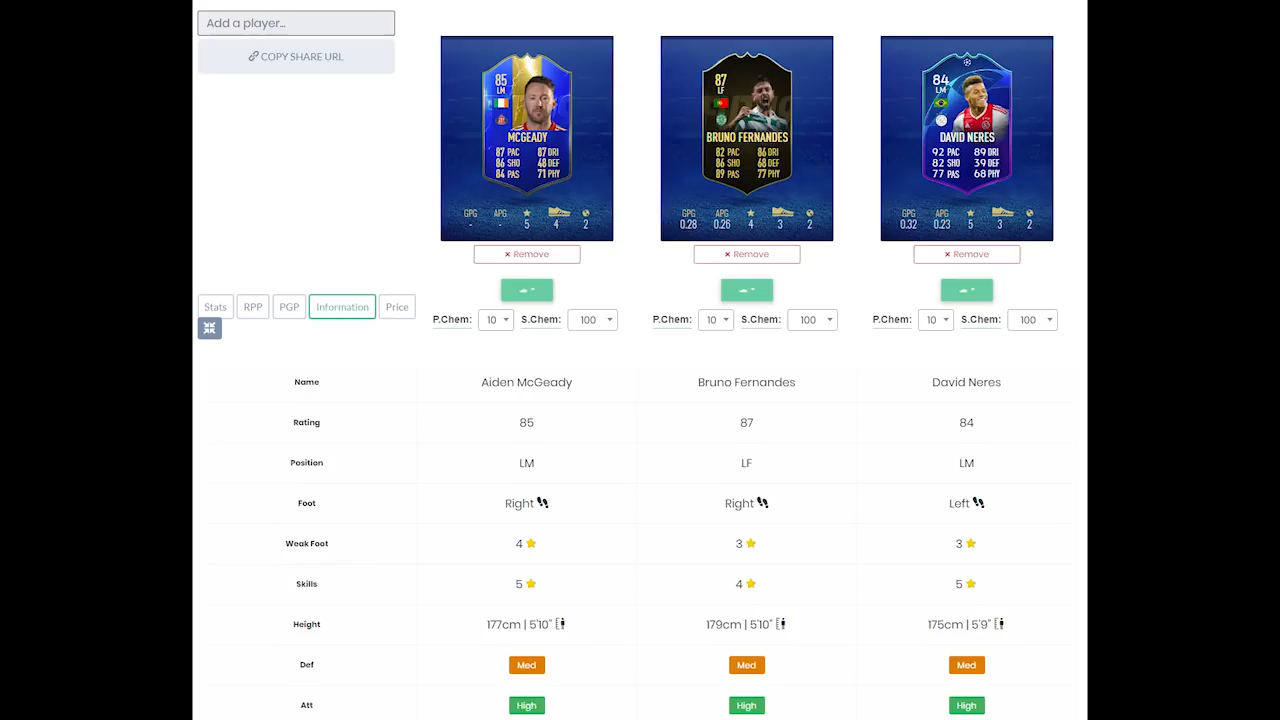 Add a player...
COPY SHARE URL
85
LM
MCGEADY
87 PAC 87 DRI
86 SHO 48 DEF
84 PAS 71 PHY
GPG APG
- - 5 4 2
× Remove
87
LF
BRUNO FERNANDES
82 PAC 86 DRI
86 SHO 68 DEF
89 PAS 77 PHY
GPG APG
0.28 0.26 4 3 2
× Remove
84
LM
DAVID NERES
92 PAC 89 DRI
82 SHO 39 DEF
77 PAS 68 PHY
GPG APG
0.32 0.23 5 3 2
× Remove
Stats RPP PGP Information Price
P.Chem: 10 S.Chem: 100 P.Chem: 10 S.Chem: 100 P.Chem: 10 S.Chem: 100
Name Aiden McGeady Bruno Fernandes David Neres
Rating 85 87 84
Position LM LF LM
Foot Right Right Left
Weak Foot 4 3 3
Skills 5 4 5
Height 177cm | 5'10" 179cm | 5'10" 175cm | 5'9"
Def Med Med Med
Att High High High